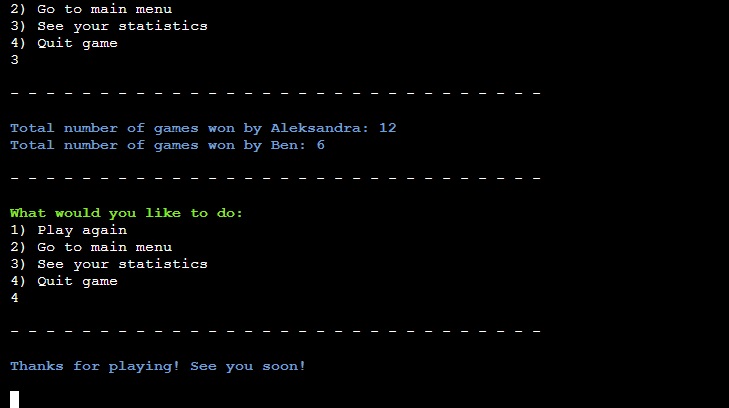 2) Go to main menu
3) See your statistics
4) Quit game
3
- - - - - - - - - - - - - - - - - - - - - - - - - - - - - -
Total number of games won by Aleksandra: 12
Total number of games won by Ben: 6
- - - - - - - - - - - - - - - - - - - - - - - - - - - - - -
What would you like to do:
1) Play again
2) Go to main menu
3) See your statistics
4) Quit game
4
- - - - - - - - - - - - - - - - - - - - - - - - - - - - - -
Thanks for playing! See you soon!